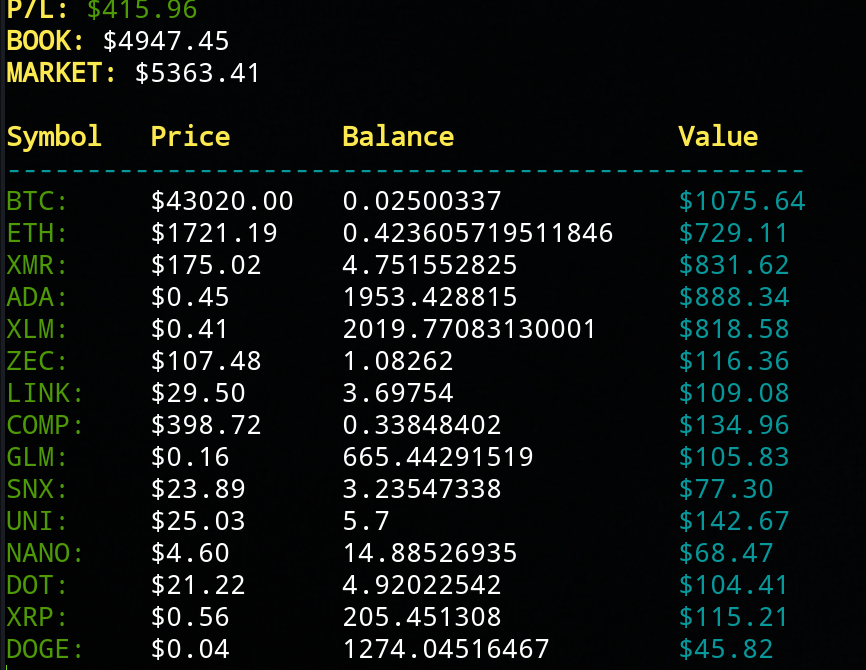 P/L: $415.96
BOOK: $4947.45
MARKET: $5363.41
Symbol Price Balance Value
--------------------------------------------------
BTC: $43020.00 0.02500337 $1075.64
ETH: $1721.19 0.423605719511846 $729.11
XMR: $175.02 4.751552825 $831.62
ADA: $0.45 1953.428815 $888.34
XLM: $0.41 2019.77083130001 $818.58
ZEC: $107.48 1.08262 $116.36
LINK: $29.50 3.69754 $109.08
COMP: $398.72 0.33848402 $134.96
GLM: $0.16 665.44291519 $105.83
SNX: $23.89 3.23547338 $77.30
UNI: $25.03 5.7 $142.67
NANO: $4.60 14.88526935 $68.47
DOT: $21.22 4.92022542 $104.41
XRP: $0.56 205.451308 $115.21
DOGE: $0.04 1274.04516467 $45.82